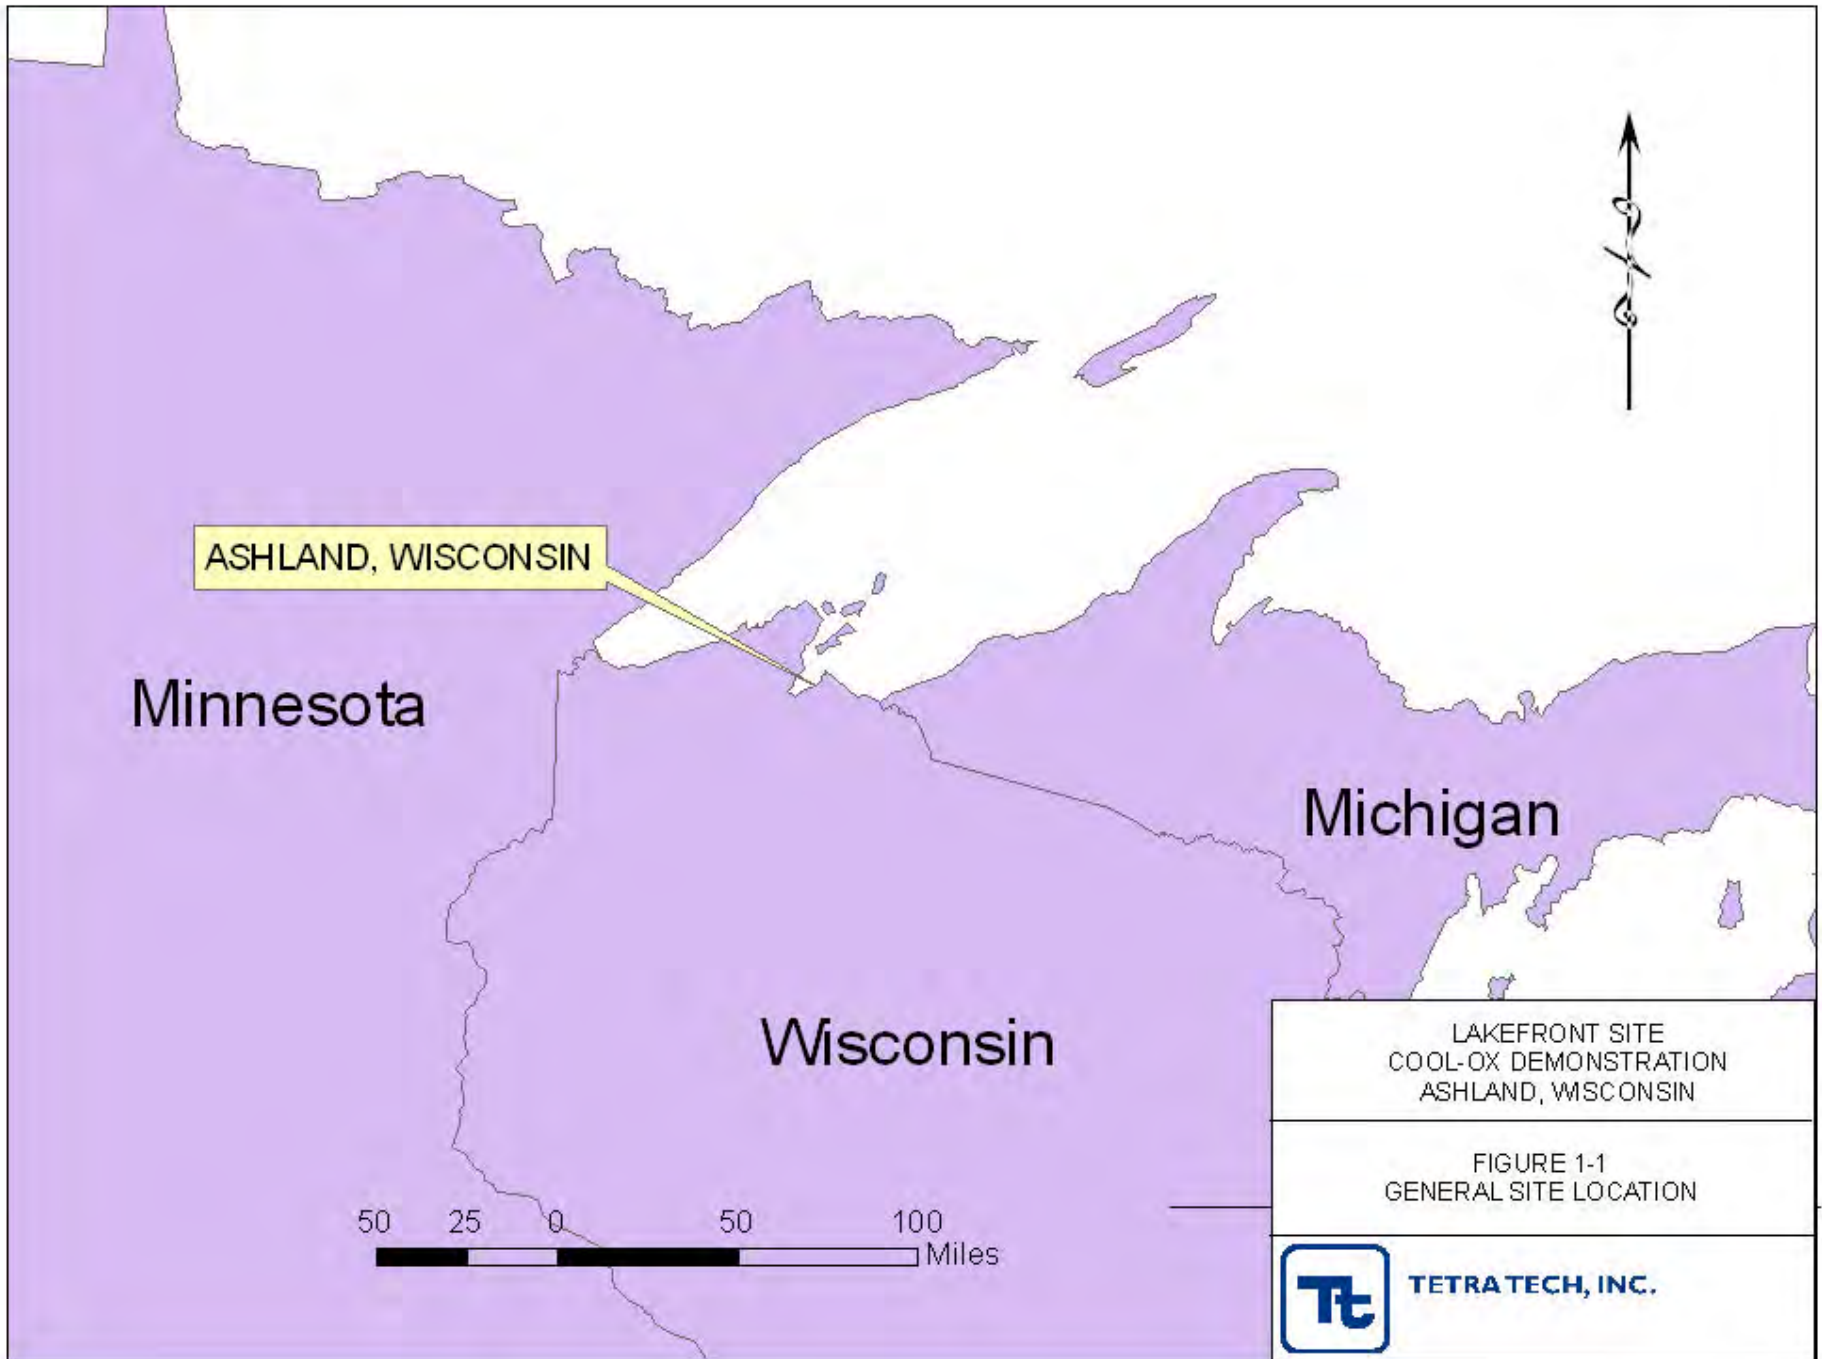 ASHLAND, WISCONSIN
Minnesota
Michigan
Wisconsin
50 25 0 50 100
Miles
LAKEFRONT SITE
COOL-OX DEMONSTRATION
ASHLAND, WISCONSIN
FIGURE 1-1
GENERAL SITE LOCATION
Tt TETRA TECH, INC.